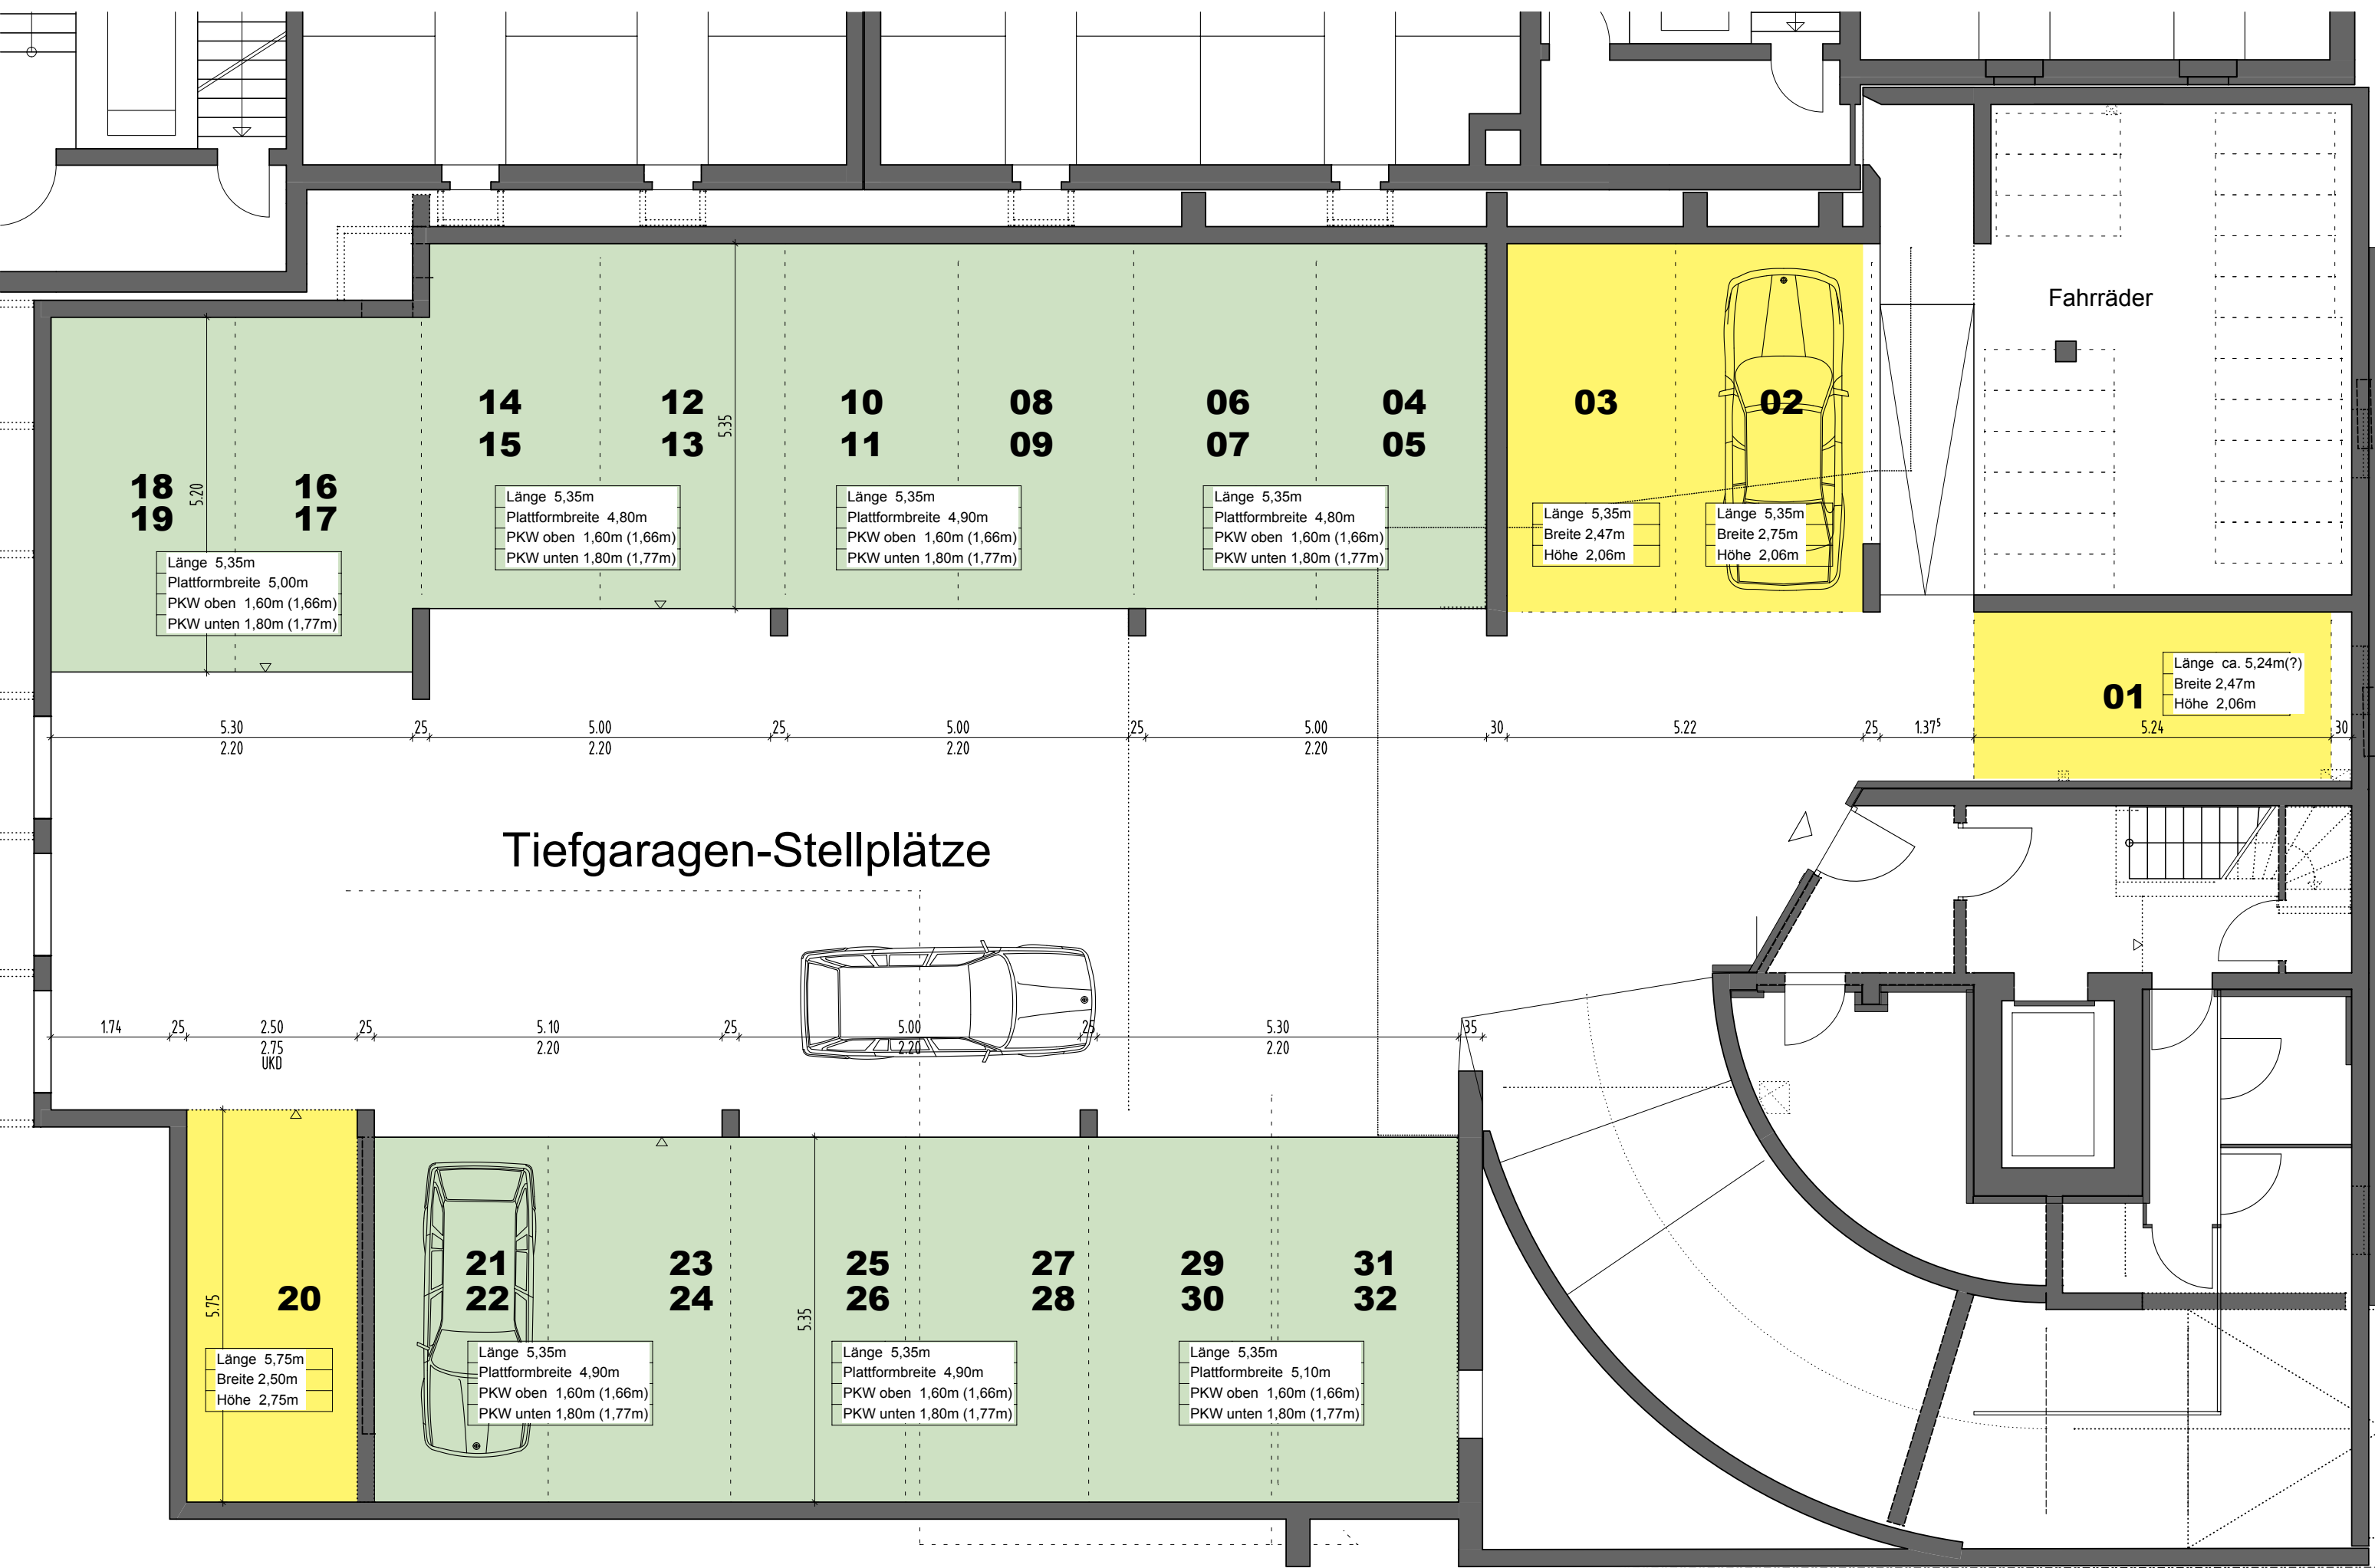 Fahrräder
14
12
10
08
06
04
03
02
15
13
11
09
07
05
5.35
18
16
19
17
5.20
Länge 5,35m
Plattformbreite 4,80m
PKW oben 1,60m (1,66m)
PKW unten 1,80m (1,77m)
Länge 5,35m
Plattformbreite 4,90m
PKW oben 1,60m (1,66m)
PKW unten 1,80m (1,77m)
Länge 5,35m
Plattformbreite 4,80m
PKW oben 1,60m (1,66m)
PKW unten 1,80m (1,77m)
Länge 5,35m
Breite 2,47m
Höhe 2,06m
Länge 5,35m
Breite 2,75m
Höhe 2,06m
Länge 5,35m
Plattformbreite 5,00m
PKW oben 1,60m (1,66m)
PKW unten 1,80m (1,77m)
01
Länge ca. 5,24m(?)
Breite 2,47m
Höhe 2,06m
5.30 25 5.00 25 5.00 25 5.00 30 5.22 25 1.37⁵ 5.24 30
2.20 2.20 2.20 2.20
Tiefgaragen-Stellplätze
1.74 25 2.50 25 5.10 25 5.00 25 5.30 35
2.75 2.20 2.20 2.20
UKD
21
23
25
27
29
31
22
24
26
28
30
32
20
5.75
5.35
Länge 5,75m
Breite 2,50m
Höhe 2,75m
Länge 5,35m
Plattformbreite 4,90m
PKW oben 1,60m (1,66m)
PKW unten 1,80m (1,77m)
Länge 5,35m
Plattformbreite 4,90m
PKW oben 1,60m (1,66m)
PKW unten 1,80m (1,77m)
Länge 5,35m
Plattformbreite 5,10m
PKW oben 1,60m (1,66m)
PKW unten 1,80m (1,77m)